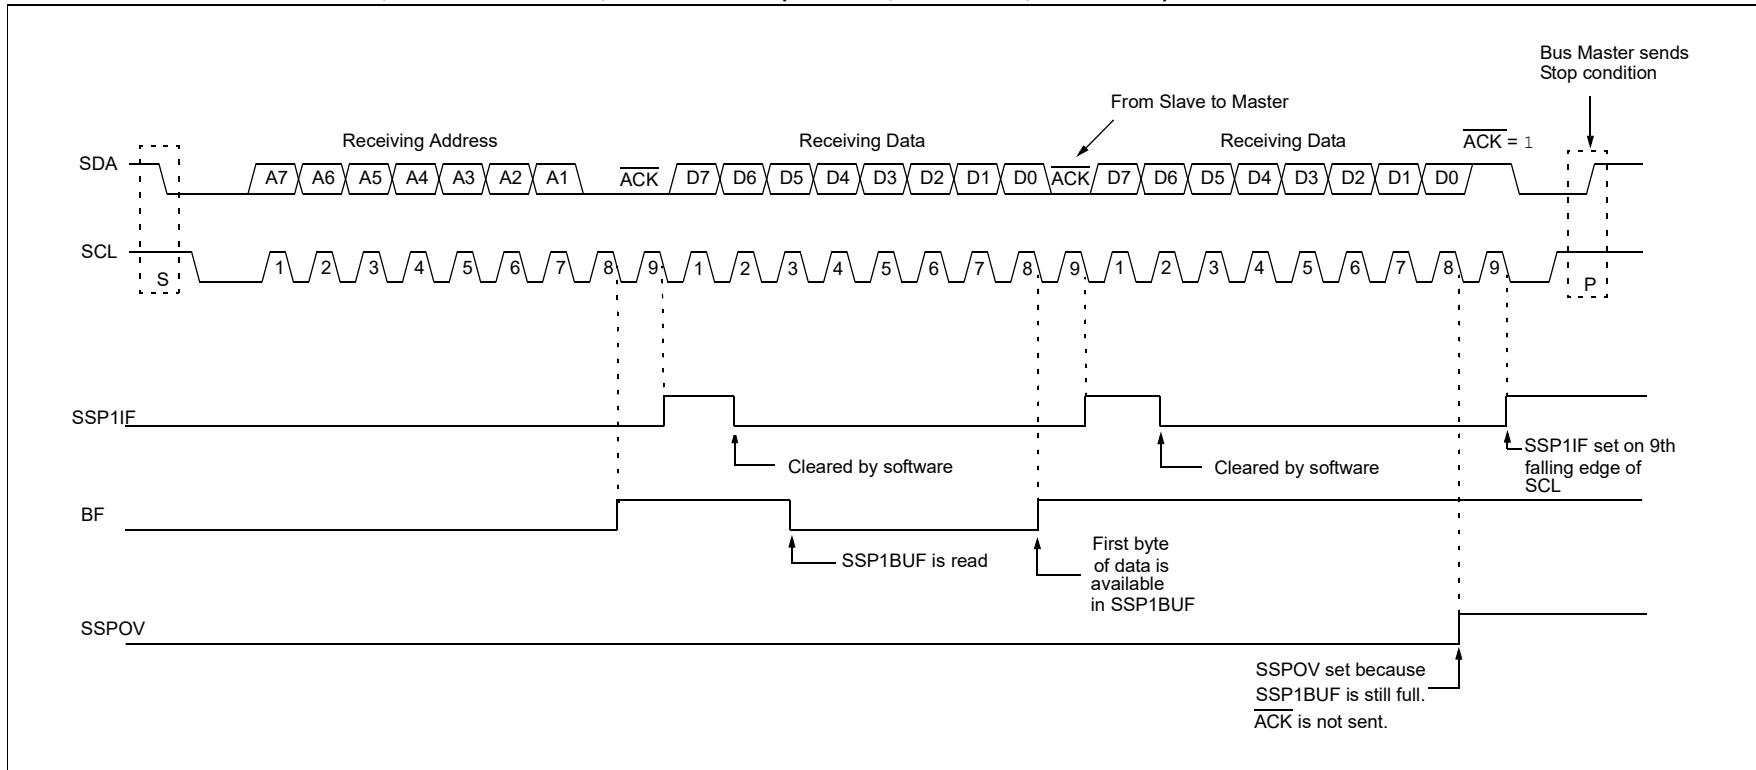 Bus Master sends
Stop condition
From Slave to Master
Receiving Address
Receiving Data
Receiving Data
ACK = 1
SDA
A7 A6 A5 A4 A3 A2 A1 ACK D7 D6 D5 D4 D3 D2 D1 D0 ACK D7 D6 D5 D4 D3 D2 D1 D0
SCL
S
1 2 3 4 5 6 7 8 9 1 2 3 4 5 6 7 8 9 1 2 3 4 5 6 7 8 9
P
SSP1IF
Cleared by software
Cleared by software
SSP1IF set on 9th
falling edge of
SCL
BF
SSP1BUF is read
First byte
of data is
available
in SSP1BUF
SSPOV
SSPOV set because
SSP1BUF is still full.
ACK is not sent.